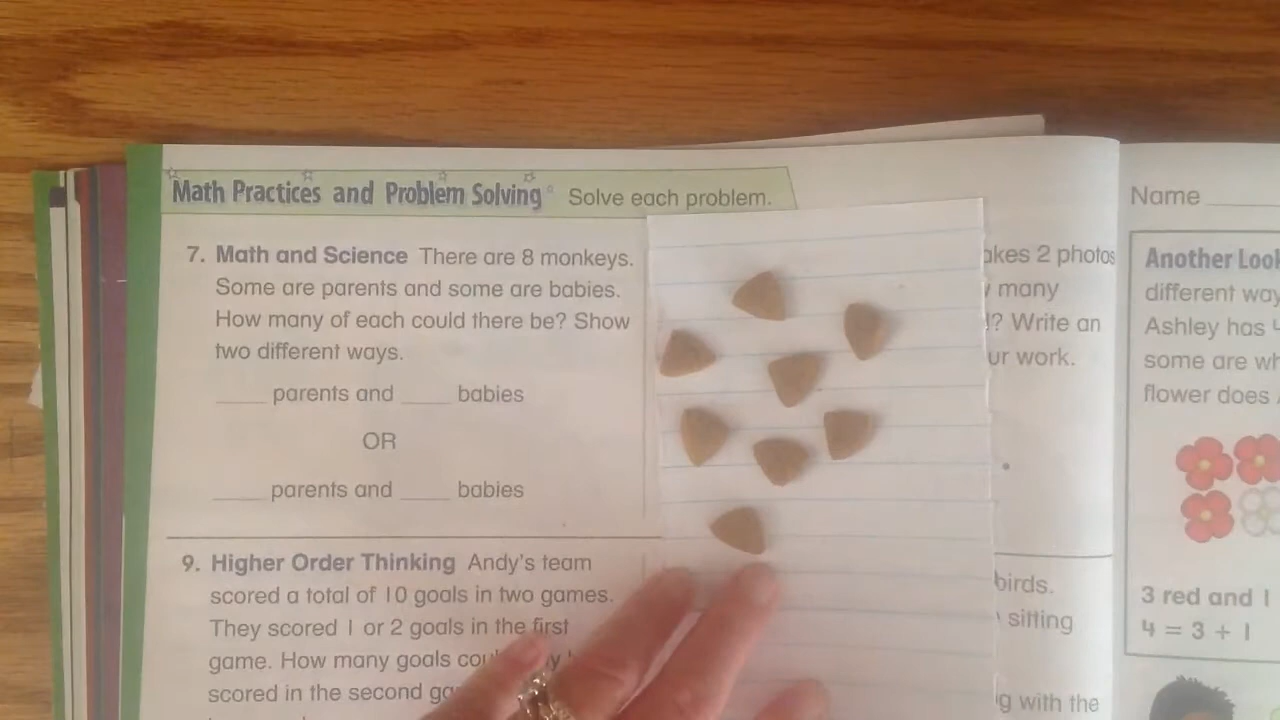 Math Practices and Problem Solving Solve each problem.
7. Math and Science There are 8 monkeys.
Some are parents and some are babies.
How many of each could there be? Show
two different ways.
____ parents and ____ babies
OR
____ parents and ____ babies
9. Higher Order Thinking Andy's team
scored a total of 10 goals in two games.
They scored 1 or 2 goals in the first
game. How many goals
scored in the second
2 photos
many
? Write an
work.
birds.
sitting
with the
Name
Another
different
Ashley has
some are
flower does
3 red and 1
4 = 3 + 1